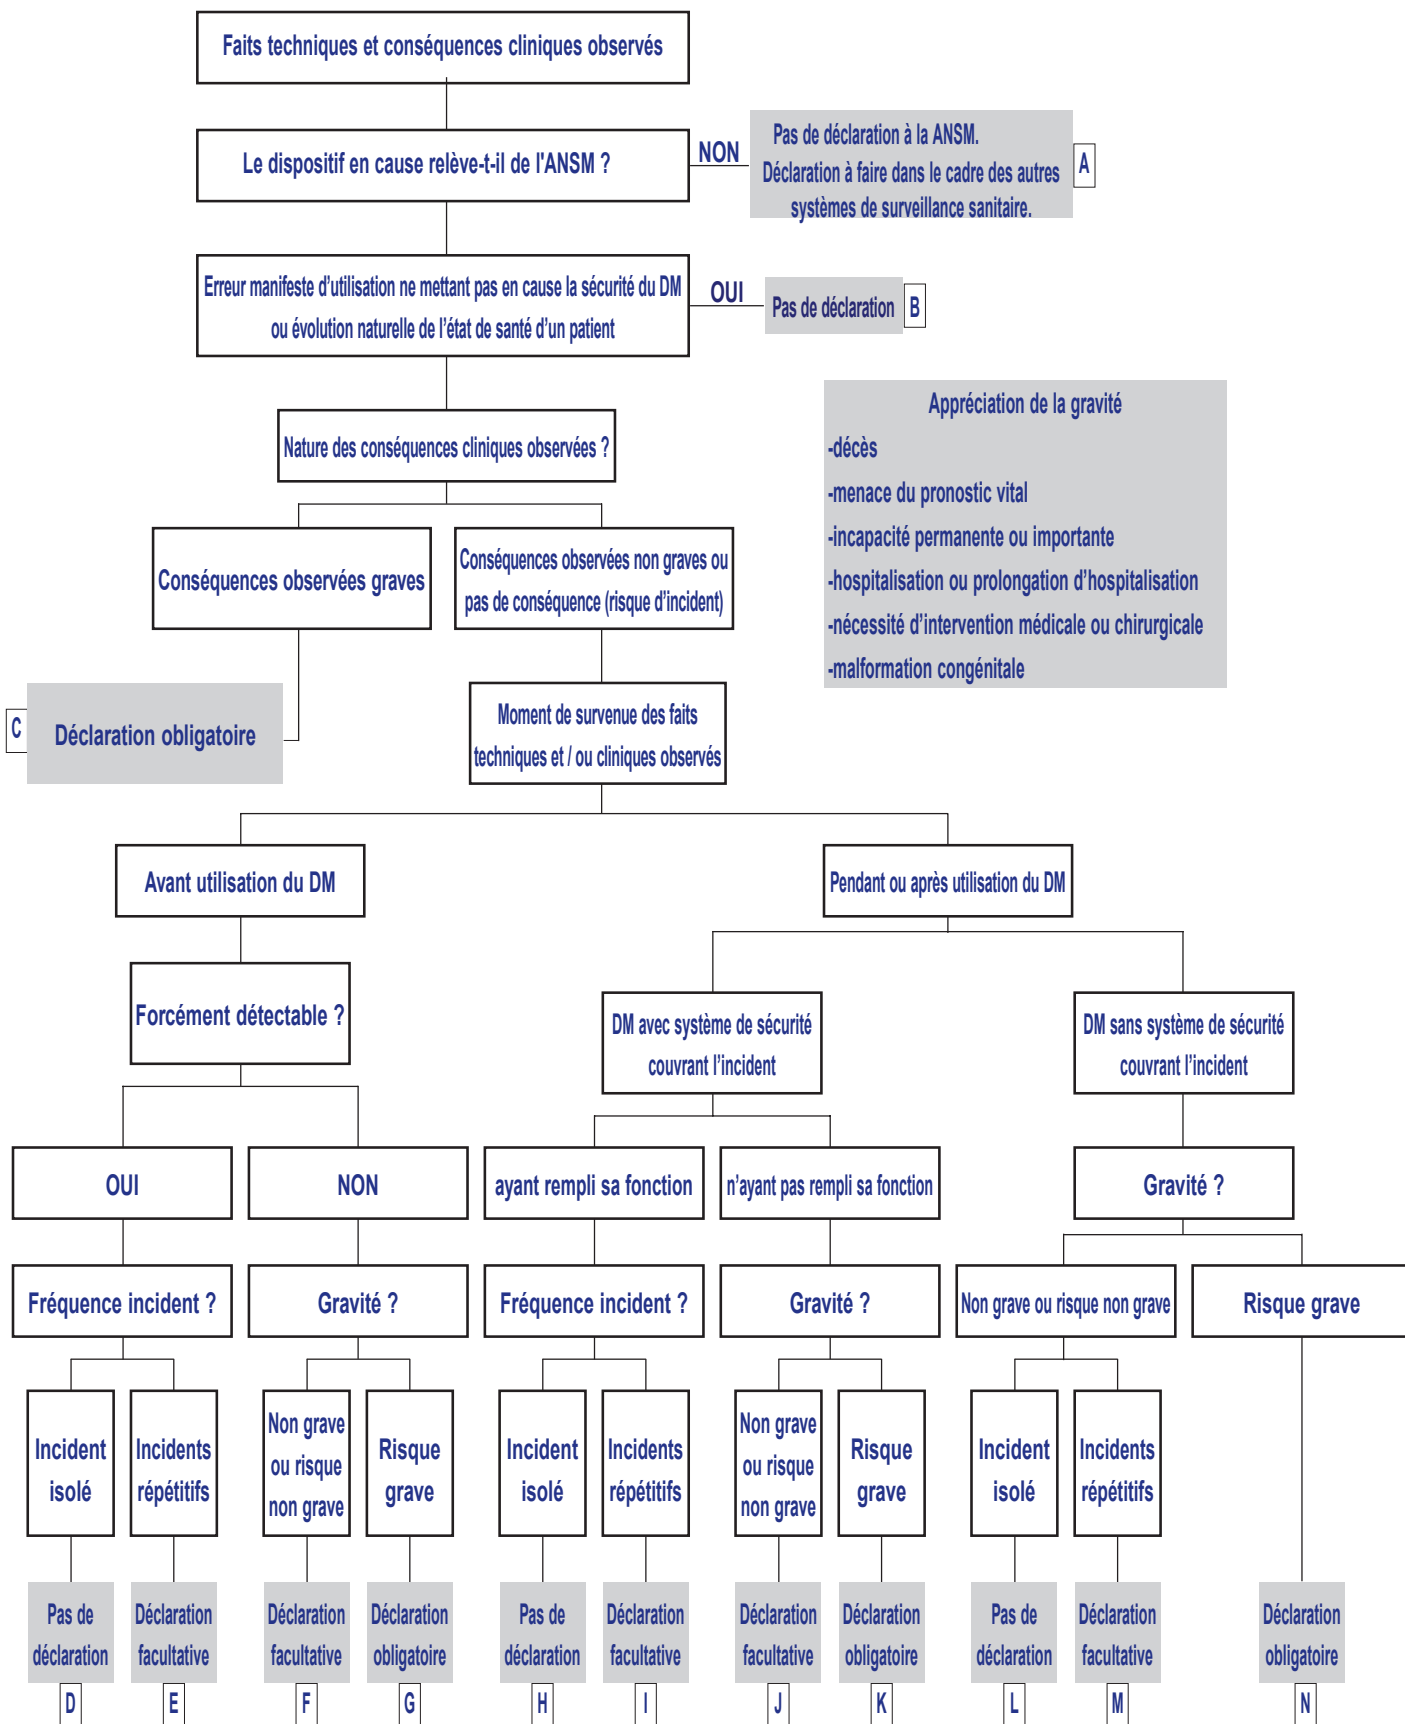 Faits techniques et conséquences cliniques observés
Le dispositif en cause relève-t-il de l'ANSM ?
NON
Pas de déclaration à la ANSM.
Déclaration à faire dans le cadre des autres
systèmes de surveillance sanitaire.
A
Erreur manifeste d’utilisation ne mettant pas en cause la sécurité du DM
ou évolution naturelle de l’état de santé d’un patient
OUI
Pas de déclaration
B
Appréciation de la gravité
-décès
-menace du pronostic vital
-incapacité permanente ou importante
-hospitalisation ou prolongation d’hospitalisation
-nécessité d’intervention médicale ou chirurgicale
-malformation congénitale
Nature des conséquences cliniques observées ?
Conséquences observées graves
Conséquences observées non graves ou
pas de conséquence (risque d’incident)
C
Déclaration obligatoire
Moment de survenue des faits
techniques et / ou cliniques observés
Avant utilisation du DM
Pendant ou après utilisation du DM
Forcément détectable ?
DM avec système de sécurité
couvrant l’incident
DM sans système de sécurité
couvrant l’incident
OUI
NON
ayant rempli sa fonction
n’ayant pas rempli sa fonction
Gravité ?
Fréquence incident ?
Gravité ?
Fréquence incident ?
Gravité ?
Non grave ou risque non grave
Risque grave
Incident
isolé
Incidents
répétitifs
Non grave
ou risque
non grave
Risque
grave
Incident
isolé
Incidents
répétitifs
Non grave
ou risque
non grave
Risque
grave
Incident
isolé
Incidents
répétitifs
Pas de
déclaration
Déclaration
facultative
Déclaration
facultative
Déclaration
obligatoire
Pas de
déclaration
Déclaration
facultative
Déclaration
facultative
Déclaration
obligatoire
Pas de
déclaration
Déclaration
facultative
Déclaration
obligatoire
D
E
F
G
H
I
J
K
L
M
N